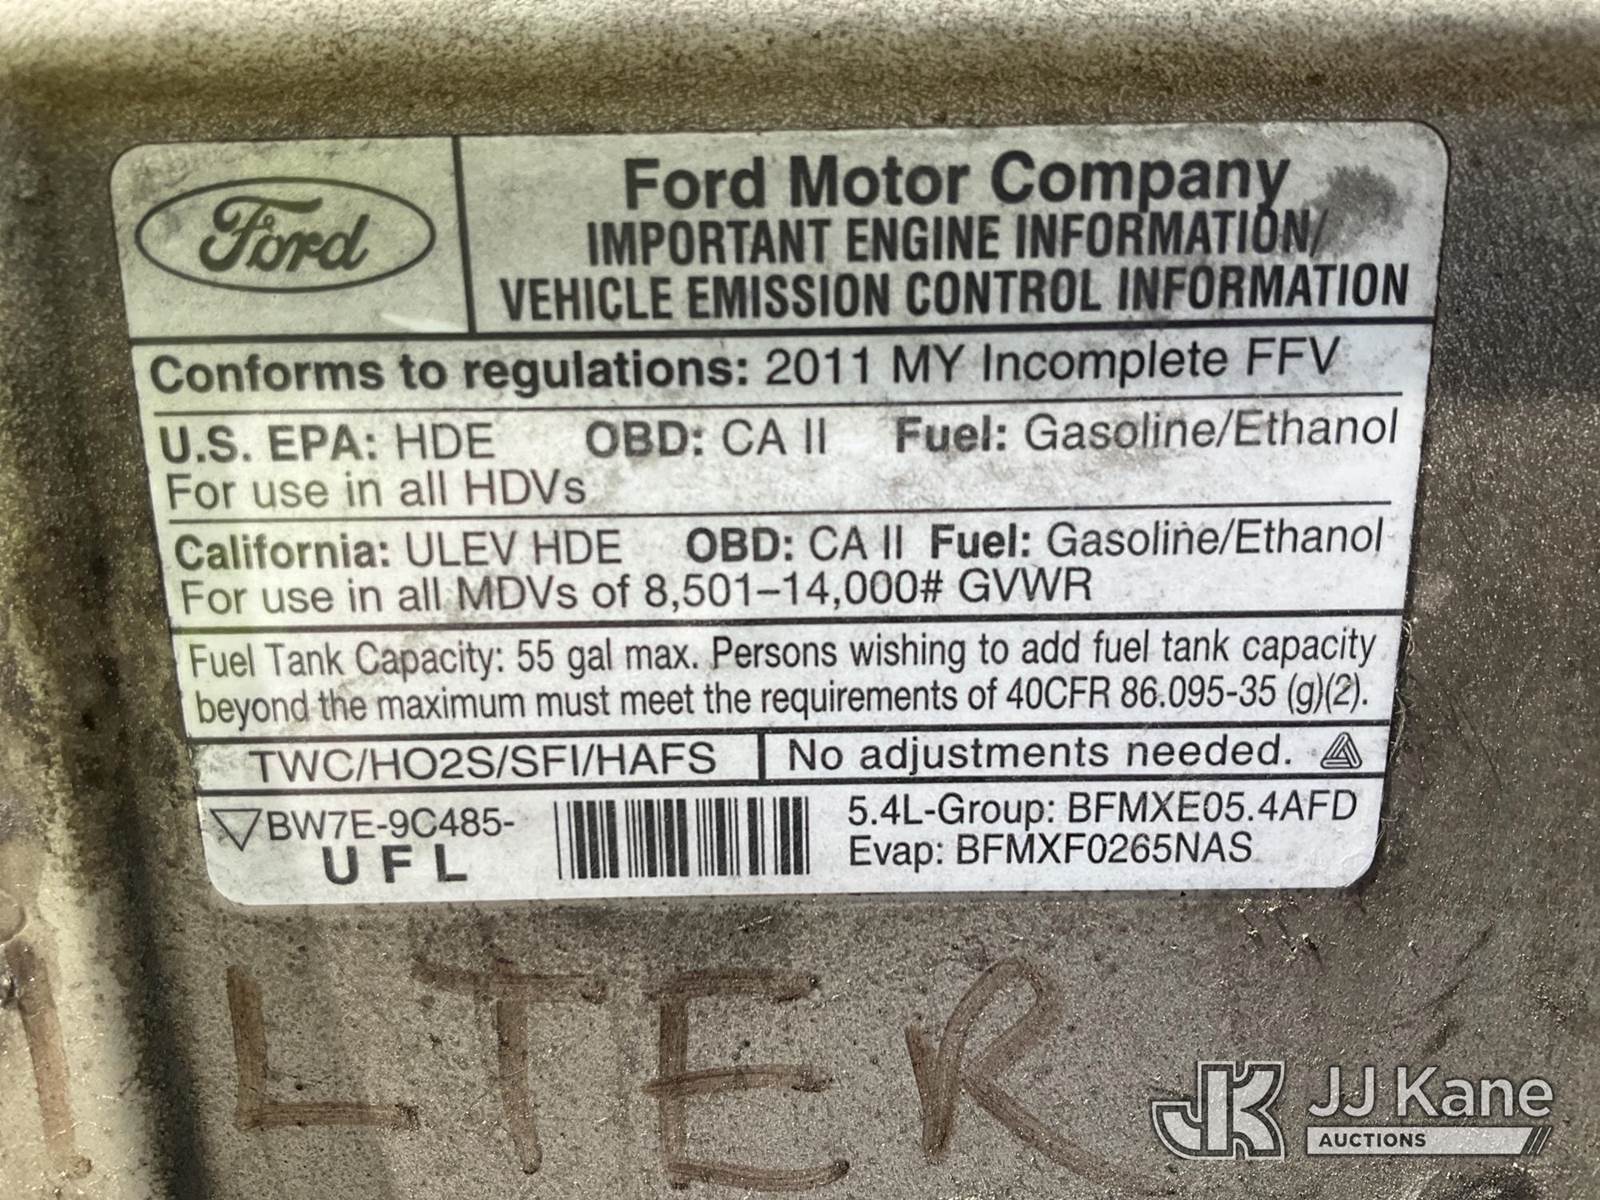 Ford
Ford Motor Company
IMPORTANT ENGINE INFORMATION/
VEHICLE EMISSION CONTROL INFORMATION
Conforms to regulations: 2011 MY Incomplete FFV
U.S. EPA: HDE OBD: CA II Fuel: Gasoline/Ethanol
For use in all HDVs
California: ULEV HDE OBD: CA II Fuel: Gasoline/Ethanol
For use in all MDVs of 8,501–14,000# GVWR
Fuel Tank Capacity: 55 gal max. Persons wishing to add fuel tank capacity
beyond the maximum must meet the requirements of 40CFR 86.095-35 (g)(2).
TWC/HO2S/SFI/HAFS No adjustments needed.
BW7E-9C485-
UFL
5.4L-Group: BFMXE05.4AFD
Evap: BFMXF0265NAS
ILTER
JK JJ Kane
AUCTIONS